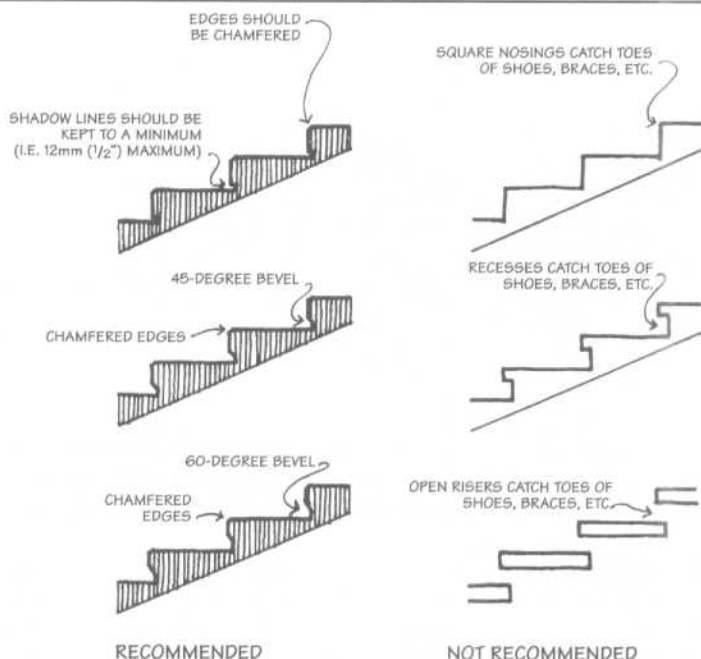 EDGES SHOULD
BE CHAMFERED
SHADOW LINES SHOULD BE
KEPT TO A MINIMUM
(I.E. 12mm (1/2") MAXIMUM)
45-DEGREE BEVEL
CHAMFERED EDGES
60-DEGREE BEVEL
CHAMFERED
EDGES
RECOMMENDED
SQUARE NOSINGS CATCH TOES
OF SHOES, BRACES, ETC.
RECESSES CATCH TOES OF
SHOES, BRACES, ETC.
OPEN RISERS CATCH TOES OF
SHOES, BRACES, ETC.
NOT RECOMMENDED